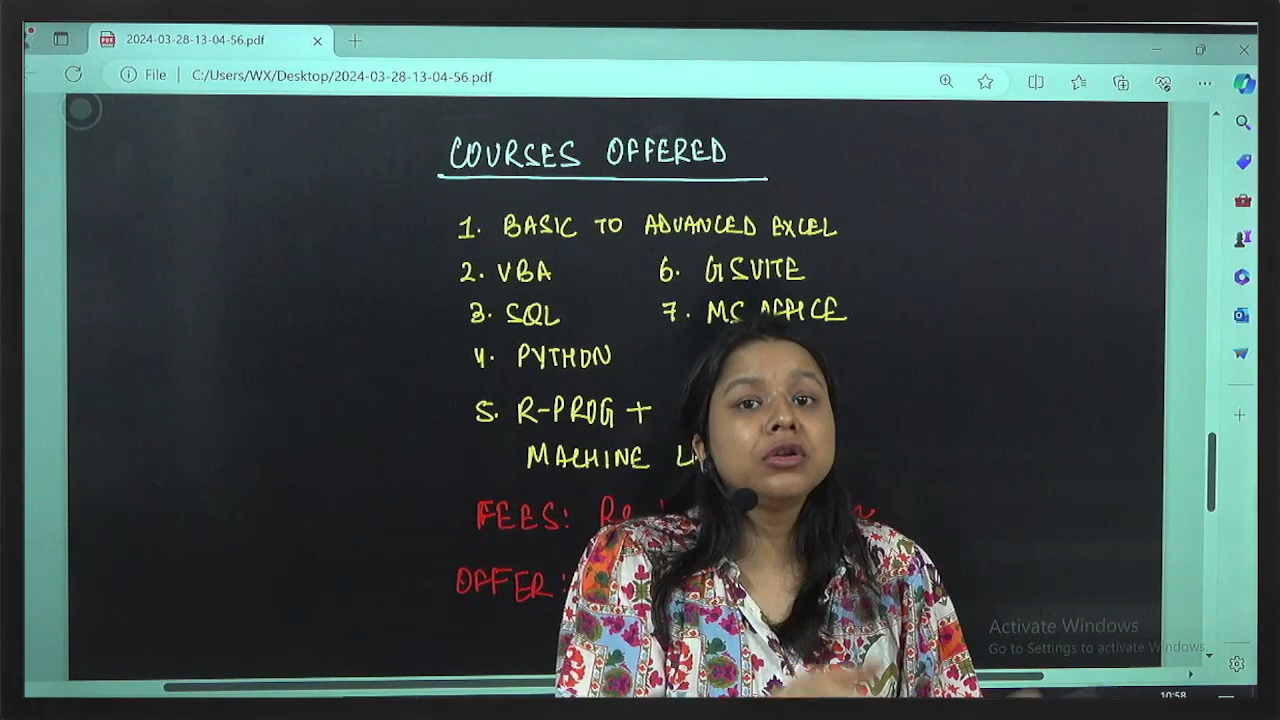 2024-03-28-13-04-56.pdf
File C:/Users/WX/Desktop/2024-03-28-13-04-56.pdf
COURSES OFFERED
1. BASIC TO ADVANCED EXCEL
2. VBA 6. GSUITE
3. SQL 7. MS OFFICE
4. PYTHON
5. R-PROG +
MACHINE
FEES:
OFFER:
Activate Windows
Go to Settings to activate Windows.
10:58